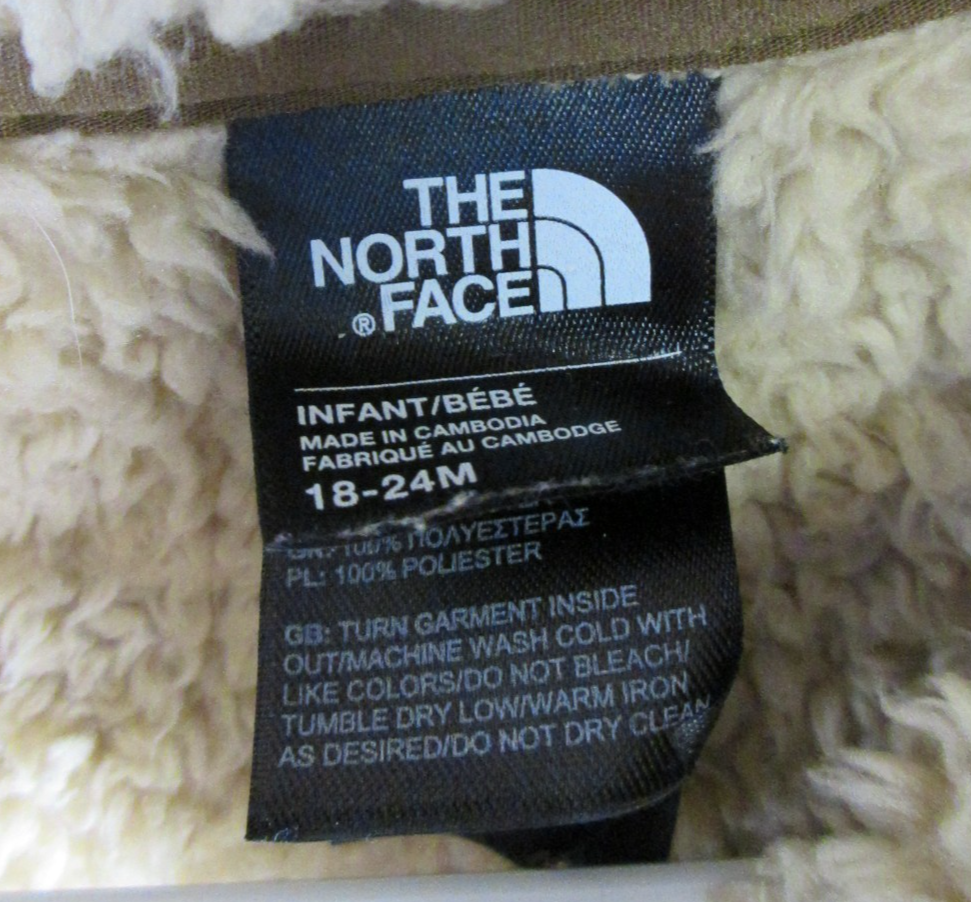 THE
NORTH
FACE
®
INFANT/BÉBÉ
MADE IN CAMBODIA
FABRIQUÉ AU CAMBODGE
18-24M
100% ΠΟΛΥΕΣΤΕΡΑΣ
PL: 100% POLIESTER
GB: TURN GARMENT INSIDE
OUT/MACHINE WASH COLD WITH
LIKE COLORS/DO NOT BLEACH/
TUMBLE DRY LOW/WARM IRON
AS DESIRED/DO NOT DRY CLEAN